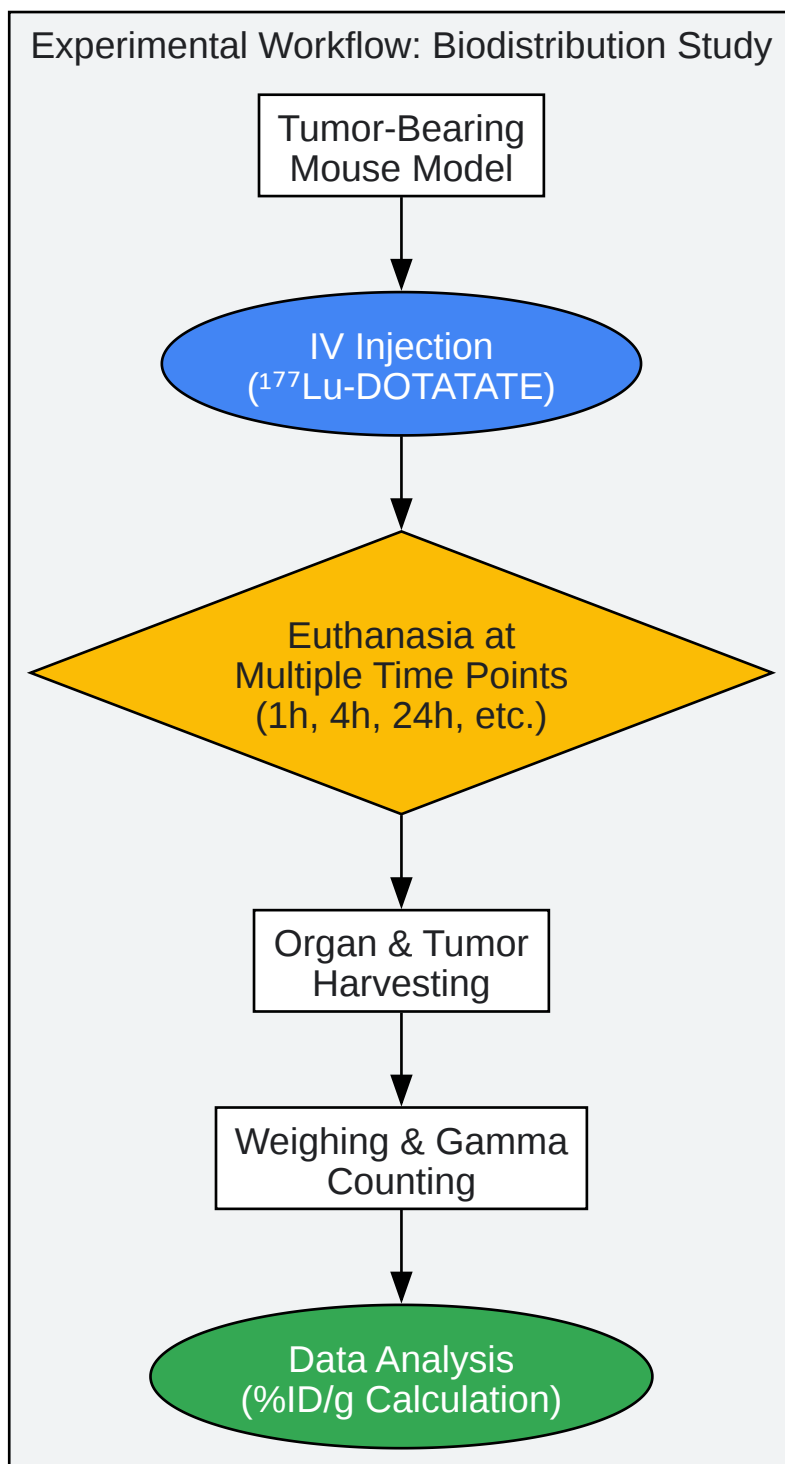 Experimental Workflow: Biodistribution Study
Tumor-Bearing
Mouse Model
IV Injection
(¹⁷⁷Lu-DOTATATE)
Euthanasia at
Multiple Time Points
(1h, 4h, 24h, etc.)
Organ & Tumor
Harvesting
Weighing & Gamma
Counting
Data Analysis
(%ID/g Calculation)